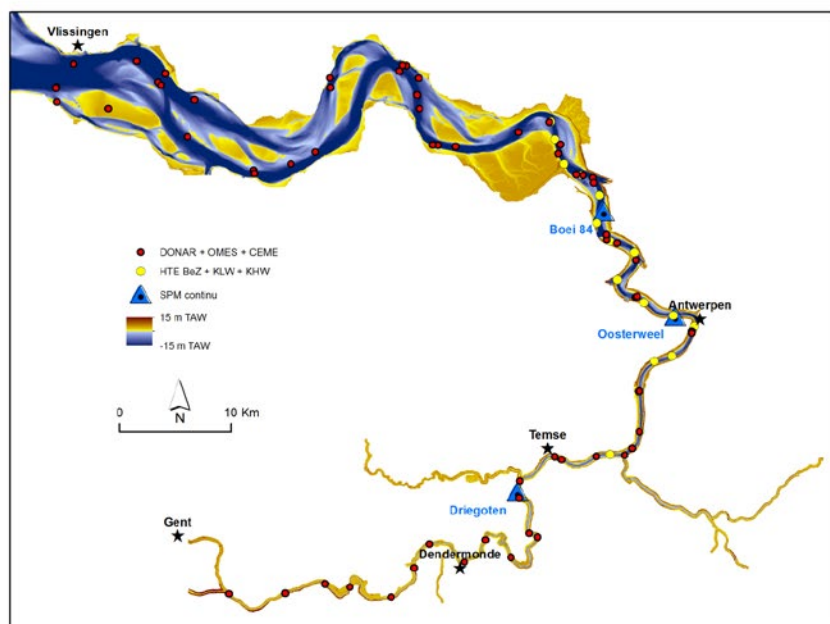 Vlissingen
Boei 84
DONAR + OMES + CEME
HTE BeZ + KLW + KHW
SPM continu
15 m TAW
-15 m TAW
Antwerpen
Oosterweel
0 10 Km
N
Temse
Driegoten
Gent
Dendermonde